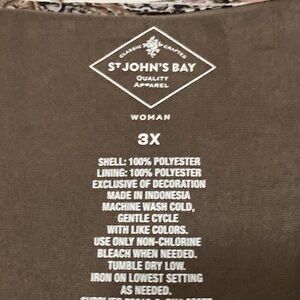 CLASSIC CRAFTED
ST JOHN'S BAY
QUALITY
APPAREL
WOMAN
3X
SHELL: 100% POLYESTER
LINING: 100% POLYESTER
EXCLUSIVE OF DECORATION
MADE IN INDONESIA
MACHINE WASH COLD,
GENTLE CYCLE
WITH LIKE COLORS.
USE ONLY NON-CHLORINE
BLEACH WHEN NEEDED.
TUMBLE DRY LOW.
IRON ON LOWEST SETTING
AS NEEDED.